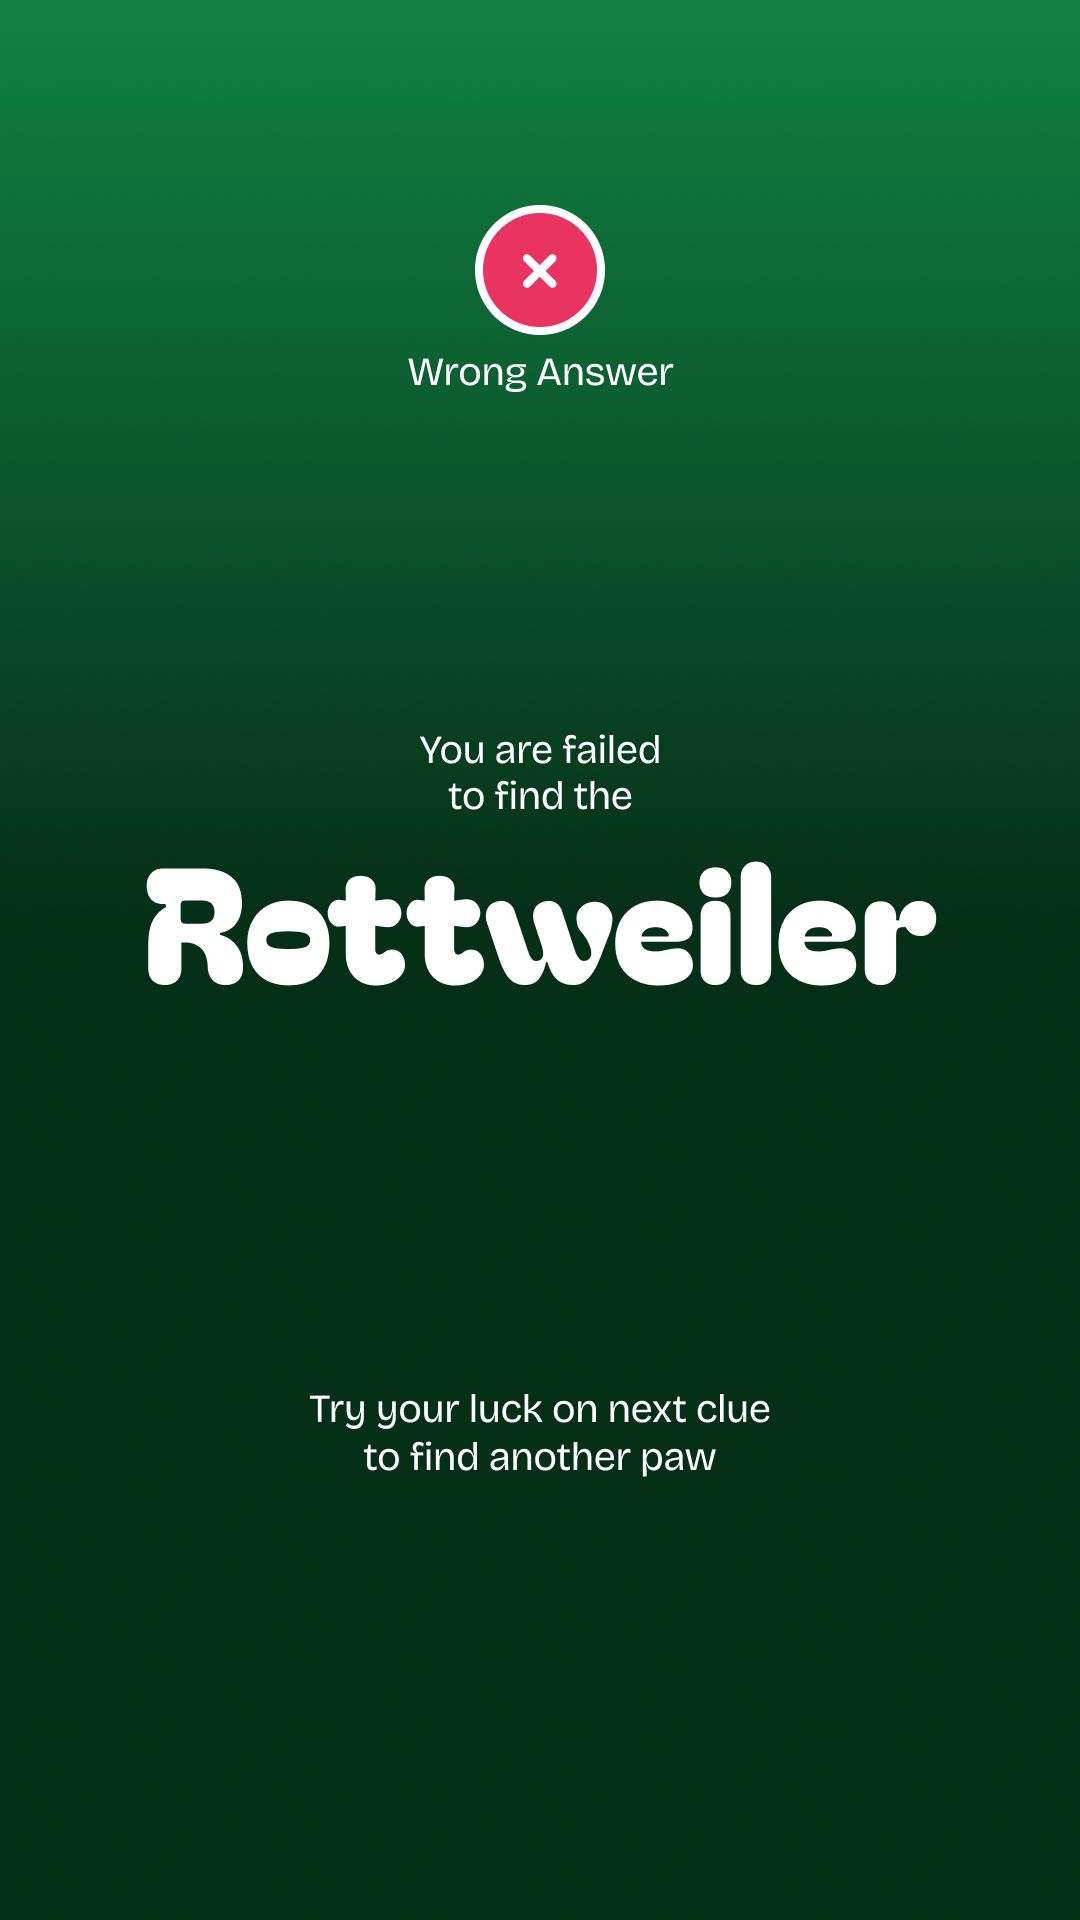 Wrong Answer
You are failed
to find the
Rottweiler
Try your luck on next clue
to find another paw